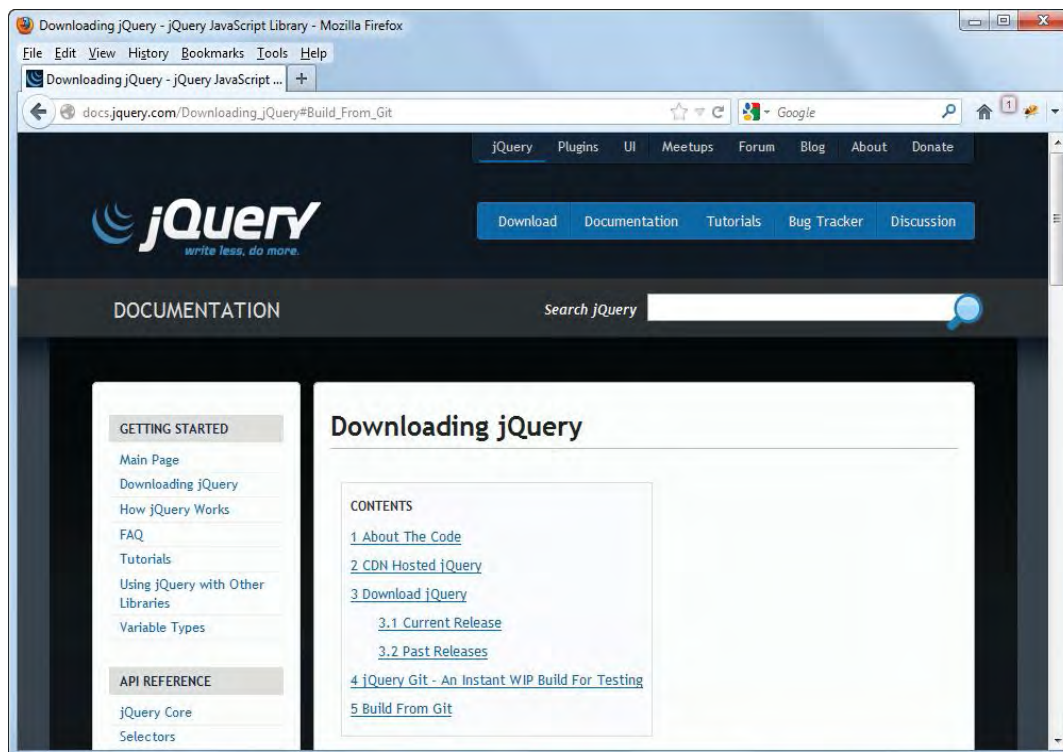 Downloading jQuery - jQuery JavaScript Library - Mozilla Firefox
File Edit View History Bookmarks Tools Help
Downloading jQuery - jQuery JavaScript ... +
docs.jquery.com/Downloading_jQuery#Build_From_Git
Google
1
jQuery Plugins UI Meetups Forum Blog About Donate
jQuery
write less, do more.
Download Documentation Tutorials Bug Tracker Discussion
DOCUMENTATION
Search jQuery
GETTING STARTED
Main Page
Downloading jQuery
How jQuery Works
FAQ
Tutorials
Using jQuery with Other
Libraries
Variable Types
API REFERENCE
jQuery Core
Selectors
Downloading jQuery
CONTENTS
1 About The Code
2 CDN Hosted jQuery
3 Download jQuery
3.1 Current Release
3.2 Past Releases
4 jQuery Git - An Instant WIP Build For Testing
5 Build From Git